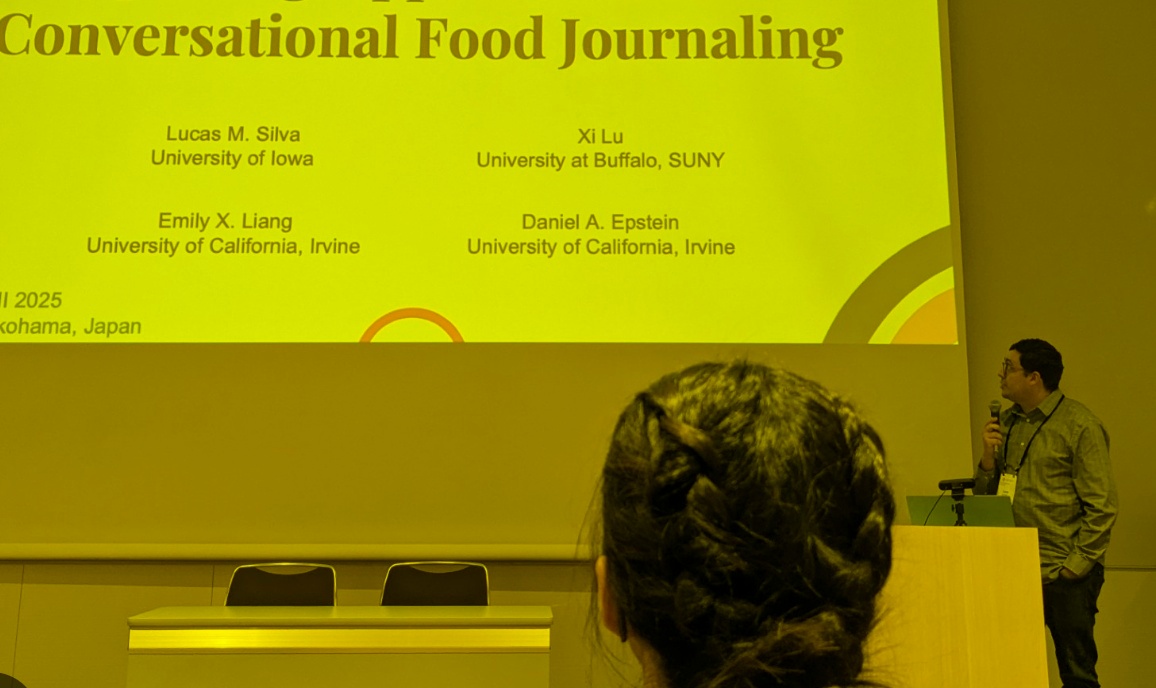 Conversational Food Journaling
Lucas M. Silva
University of Iowa
Xi Lu
University at Buffalo, SUNY
Emily X. Liang
University of California, Irvine
Daniel A. Epstein
University of California, Irvine
2025
Japan